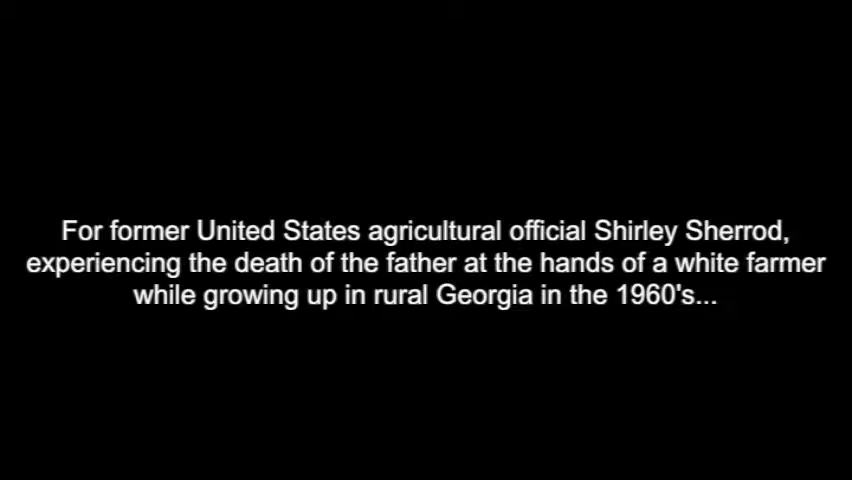 For former United States agricultural official Shirley Sherrod,
experiencing the death of the father at the hands of a white farmer
while growing up in rural Georgia in the 1960's...